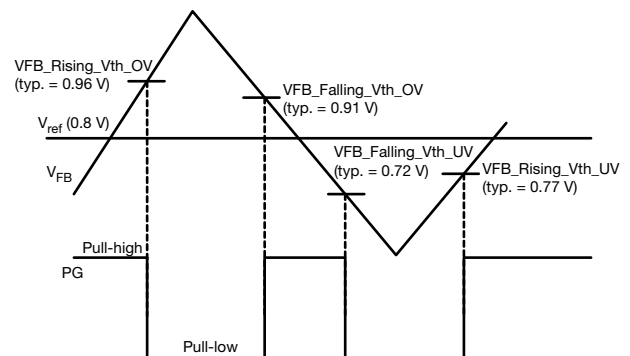 VFB_Rising_Vth_OV
(typ. = 0.96 V)
VFB_Falling_Vth_OV
(typ. = 0.91 V)
Vref (0.8 V)
VFB_Falling_Vth_UV
(typ. = 0.72 V)
VFB_Rising_Vth_UV
(typ. = 0.77 V)
VFB
Pull-high
PG
Pull-low